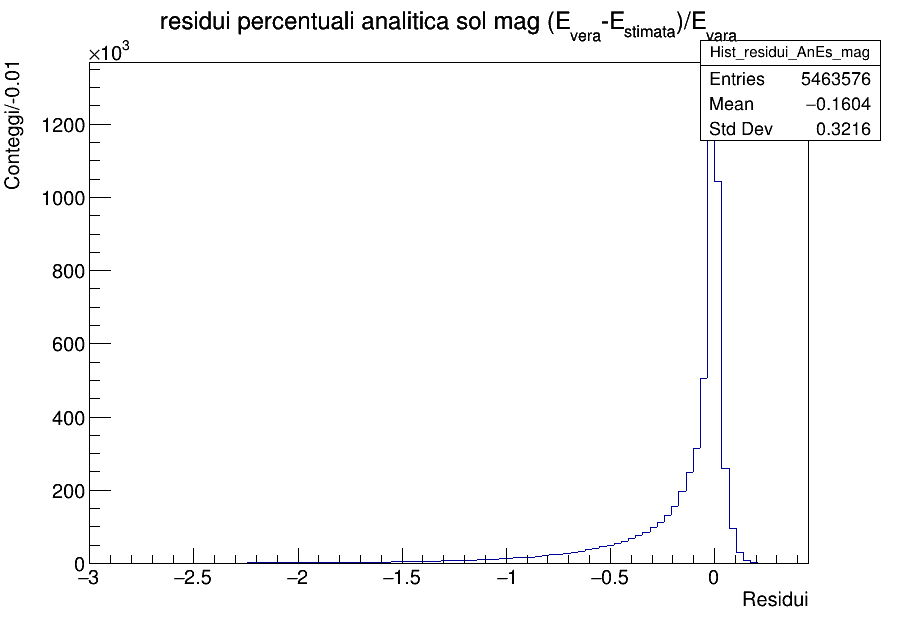 residui percentuali analitica sol mag (E_vera-E_stimata)/E_vara
×10³
Hist_residui_AnEs_mag
Entries 5463576
Mean −0.1604
Std Dev 0.3216
Conteggi/-0.01
1200
1000
800
600
400
200
0
−3 −2.5 −2 −1.5 −1 −0.5 0
Residui